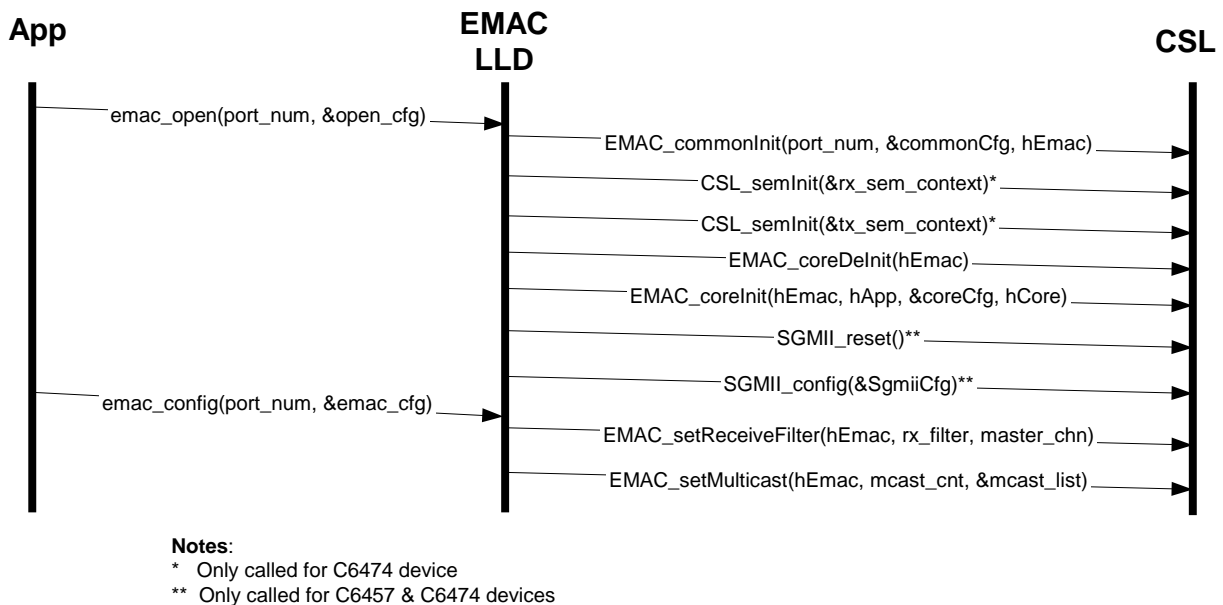 App
EMAC
LLD
CSL
emac_open(port_num, &open_cfg)
EMAC_commonInit(port_num, &commonCfg, hEmac)
CSL_semInit(&rx_sem_context)*
CSL_semInit(&tx_sem_context)*
EMAC_coreDeInit(hEmac)
EMAC_coreInit(hEmac, hApp, &coreCfg, hCore)
SGMII_reset()**
SGMII_config(&SgmiiCfg)**
emac_config(port_num, &emac_cfg)
EMAC_setReceiveFilter(hEmac, rx_filter, master_chn)
EMAC_setMulticast(hEmac, mcast_cnt, &mcast_list)
Notes:
* Only called for C6474 device
** Only called for C6457 & C6474 devices